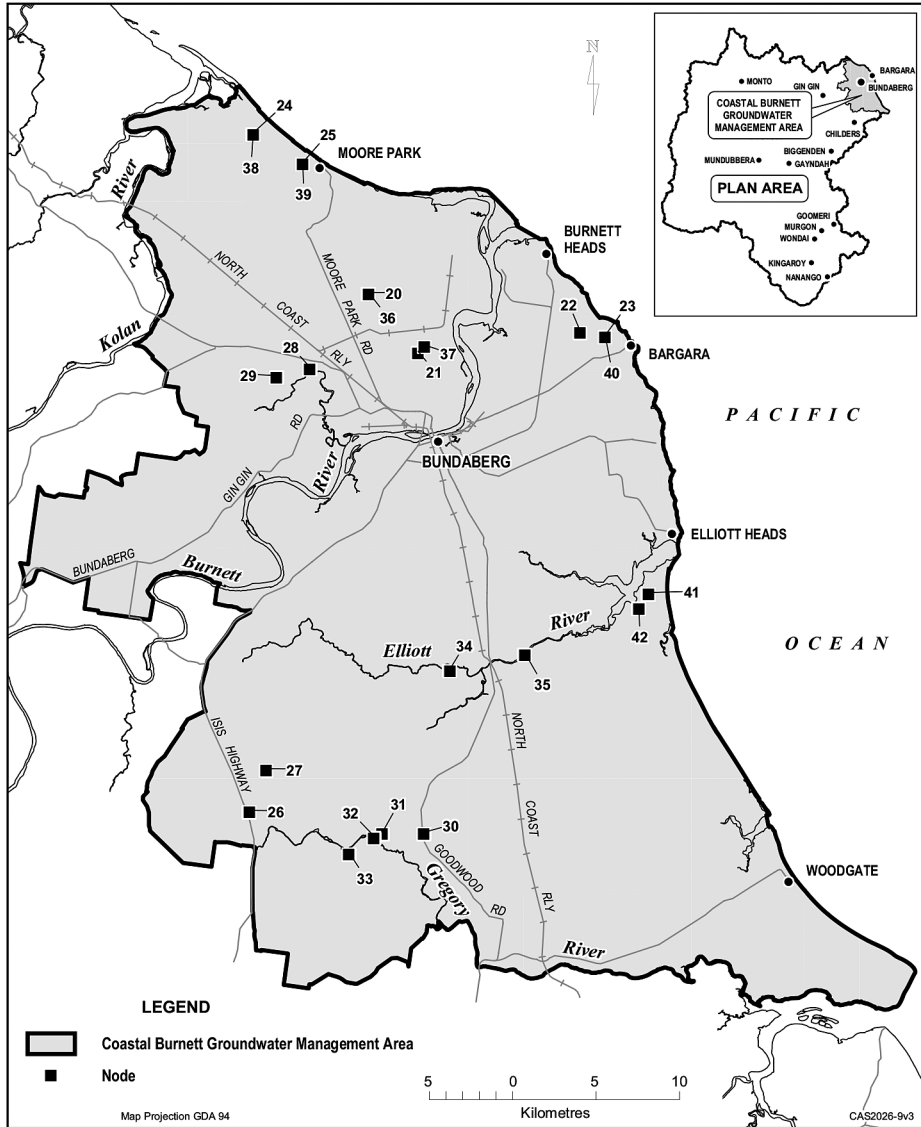 N
MONTO
GIN GIN
BARGARA
BUNDABERG
COASTAL BURNETT
GROUNDWATER
MANAGEMENT AREA
CHILDERS
BIGGENDEN
MUNDUBBERA
GAYNDAH
PLAN AREA
GOOMERI
MURGON
WONDAI
KINGAROY
NANANGO
24
38
25
39
MOORE PARK
River
BURNETT
HEADS
NORTH
COAST
RLY
MOORE PARK RD
20
36
22
23
40
BARGARA
Kolan
28
29
37
21
PACIFIC
RD
GIN GIN
BUNDABERG
River
BUNDABERG
Burnett
ELLIOTT HEADS
41
42
River
Elliott
34
35
OCEAN
ISIS HIGHWAY
NORTH
COAST
RLY
27
26
32
31
30
33
GOODWOOD
RD
Gregory
River
WOODGATE
LEGEND
Coastal Burnett Groundwater Management Area
Node
5 0 5 10
Kilometres
Map Projection GDA 94
CAS2026-9v3